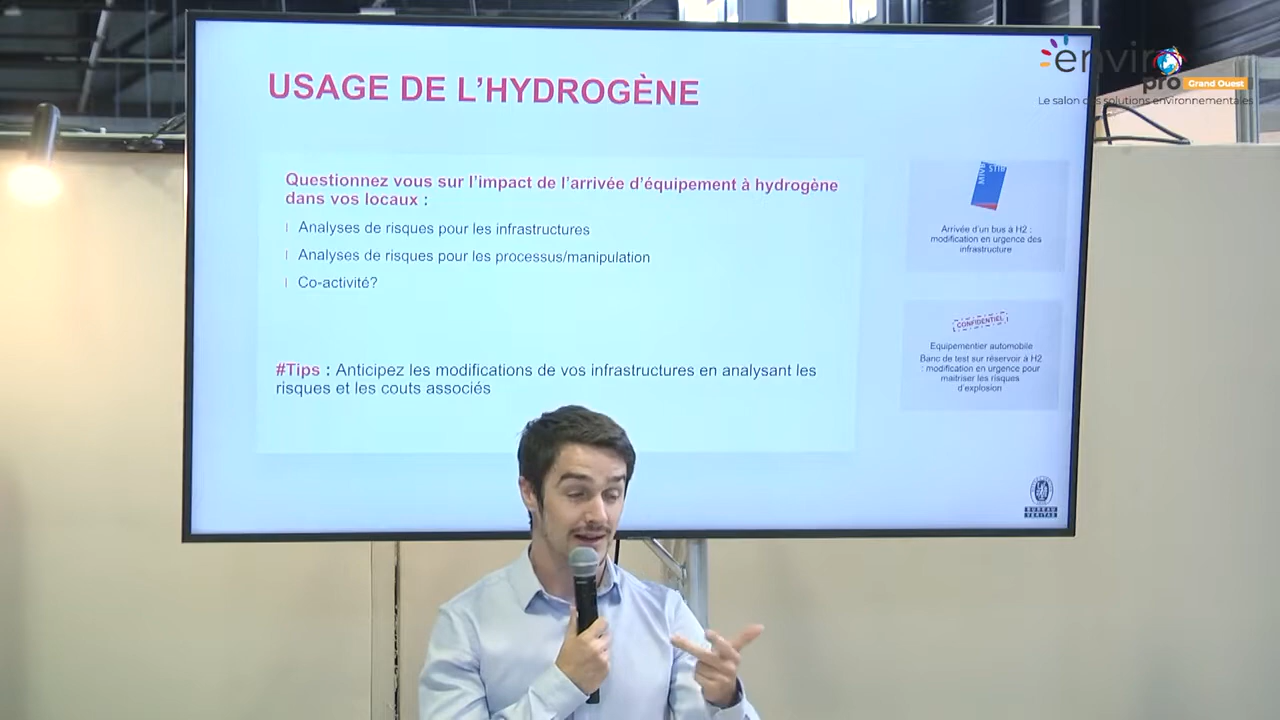 enviro
pro Grand Ouest
Le salon des solutions environnementales
USAGE DE L'HYDROGÈNE
Questionnez vous sur l'impact de l'arrivée d'équipement à hydrogène
dans vos locaux :
Analyses de risques pour les infrastructures
Analyses de risques pour les processus/manipulation
Co-activité?
#Tips : Anticipez les modifications de vos infrastructures en analysant les
risques et les couts associés
Arrivée d'un bus à H2 :
modification en urgence des
infrastructure
CONFIDENTIEL
Equipementier automobile
Banc de test sur réservoir à H2
: modification en urgence pour
maitriser les risques
d'explosion
BUREAU
VERITAS